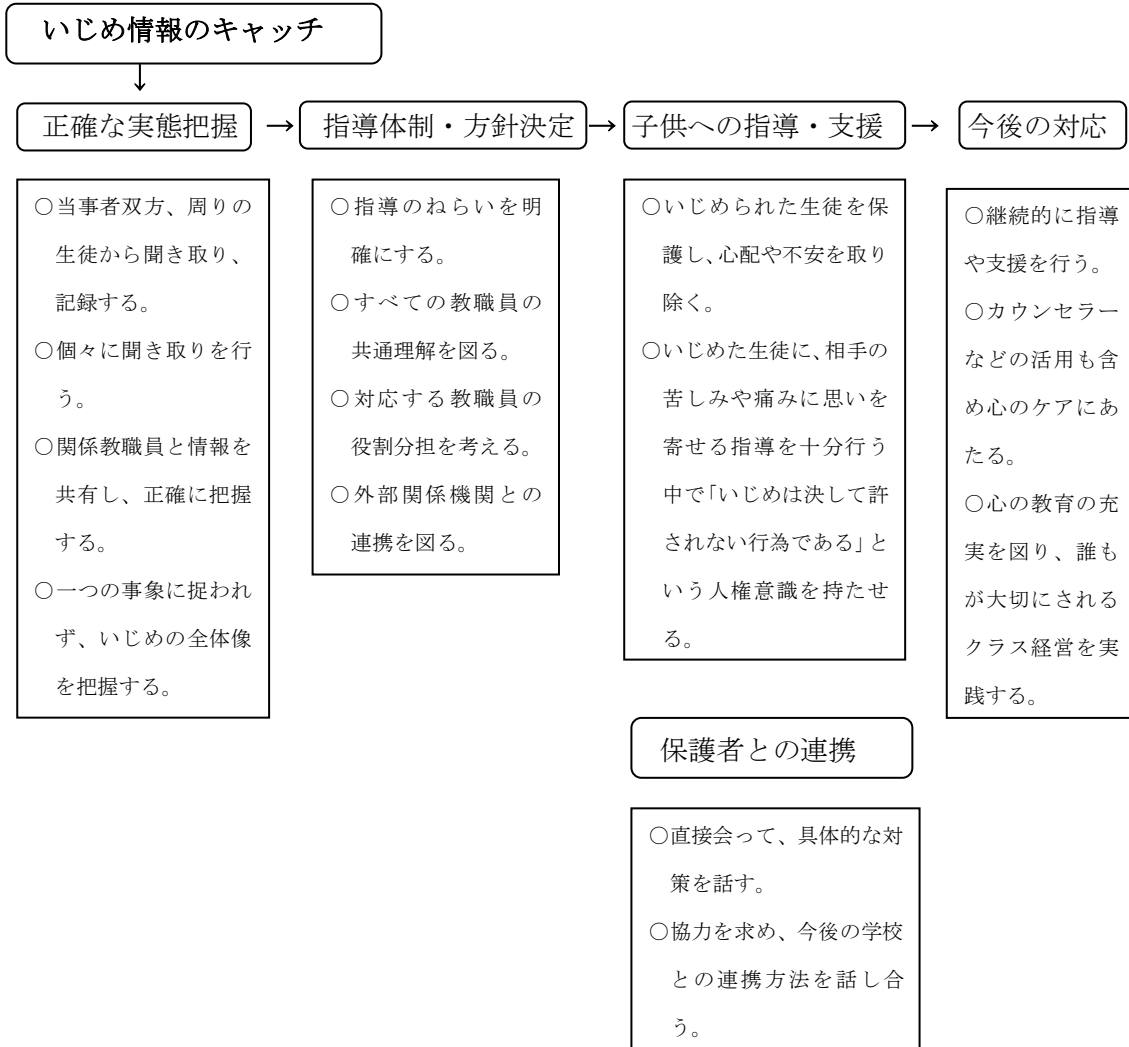 いじめ情報のキャッチ
↓
正確な実態把握 → 指導体制・方針決定 → 子供への指導・支援 → 今後の対応
○当事者双方、周りの
生徒から聞き取り、
記録する。
○個々に聞き取りを行
う。
○関係教職員と情報を
共有し、正確に把握
する。
○一つの事象に捉われ
ず、いじめの全体像
を把握する。
○指導のねらいを明
確にする。
○すべての教職員の
共通理解を図る。
○対応する教職員の
役割分担を考える。
○外部関係機関との
連携を図る。
○いじめられた生徒を保
護し、心配や不安を取り
除く。
○いじめた生徒に、相手の
苦しみや痛みに思いを
寄せる指導を十分行う
中で「いじめは決して許
されない行為である」と
いう人権意識を持たせ
る。
○継続的に指導
や支援を行う。
○カウンセラー
などの活用も含
め心のケアにあ
たる。
○心の教育の充
実を図り、誰も
が大切にされる
クラス経営を実
践する。
保護者との連携
○直接会って、具体的な対
策を話す。
○協力を求め、今後の学校
との連携方法を話し合
う。